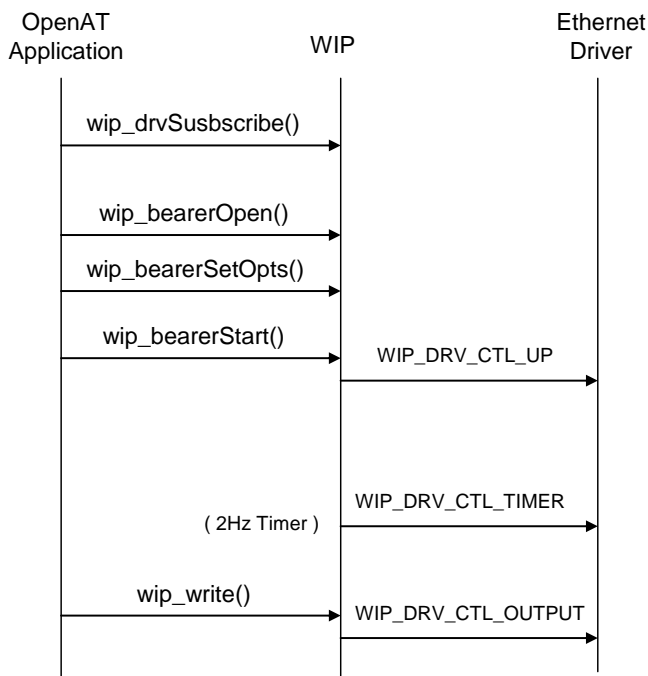 OpenAT
Application
WIP
Ethernet
Driver
wip_drvSusbscribe()
wip_bearerOpen()
wip_bearerSetOpts()
wip_bearerStart()
WIP_DRV_CTL_UP
WIP_DRV_CTL_TIMER
( 2Hz Timer )
wip_write()
WIP_DRV_CTL_OUTPUT